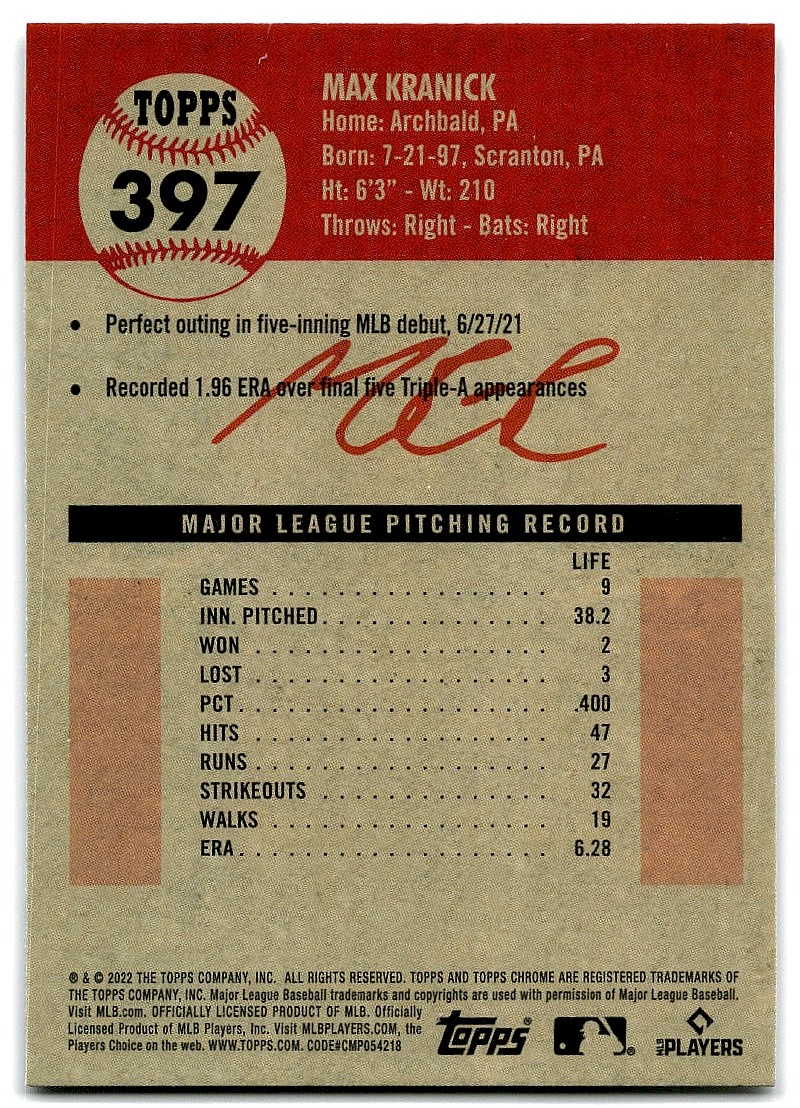 TOPPS
397
MAX KRANICK
Home: Archbald, PA
Born: 7-21-97, Scranton, PA
Ht: 6'3" - Wt: 210
Throws: Right - Bats: Right
• Perfect outing in five-inning MLB debut, 6/27/21
• Recorded 1.96 ERA over final five Triple-A appearances
MAJOR LEAGUE PITCHING RECORD
LIFE
GAMES . . . . . . . . . . . . . . . . . 9
INN. PITCHED . . . . . . . . . . . . . . 38.2
WON . . . . . . . . . . . . . . . . . . 2
LOST . . . . . . . . . . . . . . . . . . 3
PCT . . . . . . . . . . . . . . . . . . .400
HITS . . . . . . . . . . . . . . . . . . 47
RUNS . . . . . . . . . . . . . . . . . . 27
STRIKEOUTS . . . . . . . . . . . . . . 32
WALKS . . . . . . . . . . . . . . . . . 19
ERA . . . . . . . . . . . . . . . . . . 6.28
® & © 2022 THE TOPPS COMPANY, INC. ALL RIGHTS RESERVED. TOPPS AND TOPPS CHROME ARE REGISTERED TRADEMARKS OF
THE TOPPS COMPANY, INC. Major League Baseball trademarks and copyrights are used with permission of Major League Baseball.
Visit MLB.com. OFFICIALLY LICENSED PRODUCT OF MLB. Officially
Licensed Product of MLB Players, Inc. Visit MLBPLAYERS.COM, the
Players Choice on the web. WWW.TOPPS.COM. CODE#CMP054218
Topps®
®
MLB PLAYERS